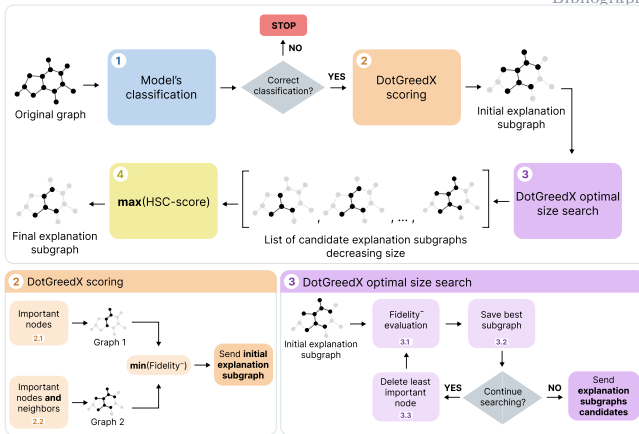 Bibliograph
STOP
NO
1
Model's
classification
Correct
classification?
YES
2
DotGreedX
scoring
Original graph
Initial explanation
subgraph
4
max(HSC-score)
[ , , ... , ]
3
DotGreedX optimal
size search
Final explanation
subgraph
List of candidate explanation subgraphs
decreasing size
2 DotGreedX scoring
Important
nodes
2.1
Graph 1
min(Fidelity⁻)
Send initial
explanation
subgraph
Important
nodes and
neighbors
2.2
Graph 2
3 DotGreedX optimal size search
Initial explanation
subgraph
Fidelity⁻
evaluation
3.1
Save best
subgraph
3.2
Delete least
important
node
3.3
YES
Continue
searching?
NO
Send
explanation
subgraphs
candidates